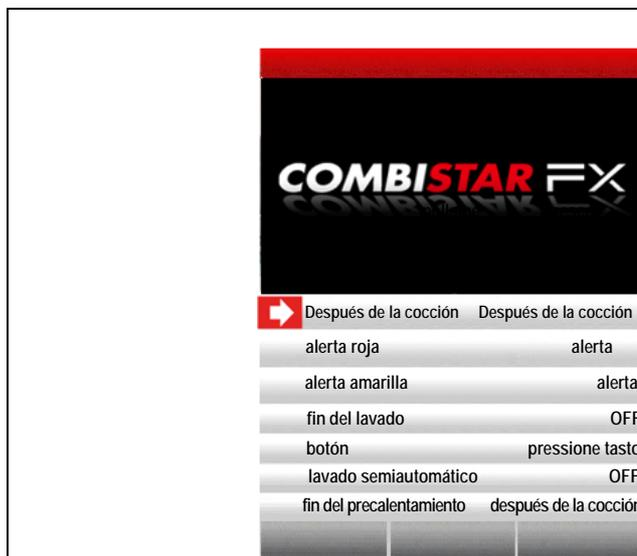 COMBISTAR FX
Después de la cocción Después de la cocción
alerta roja alerta
alerta amarilla alerta
fin del lavado OFF
botón pressione tasto
lavado semiautomático OFF
fin del precalentamiento después de la cocción